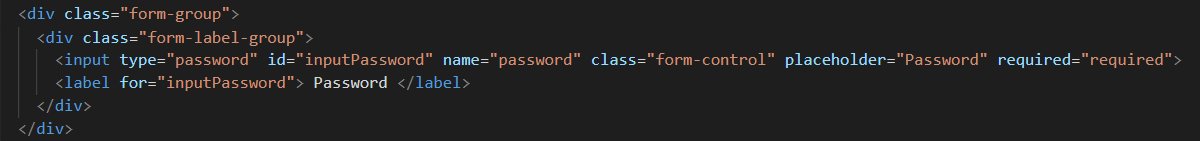 <div class="form-group">
<div class="form-label-group">
<input type="password" id="inputPassword" name="password" class="form-control" placeholder="Password" required="required">
<label for="inputPassword"> Password </label>
</div>
</div>